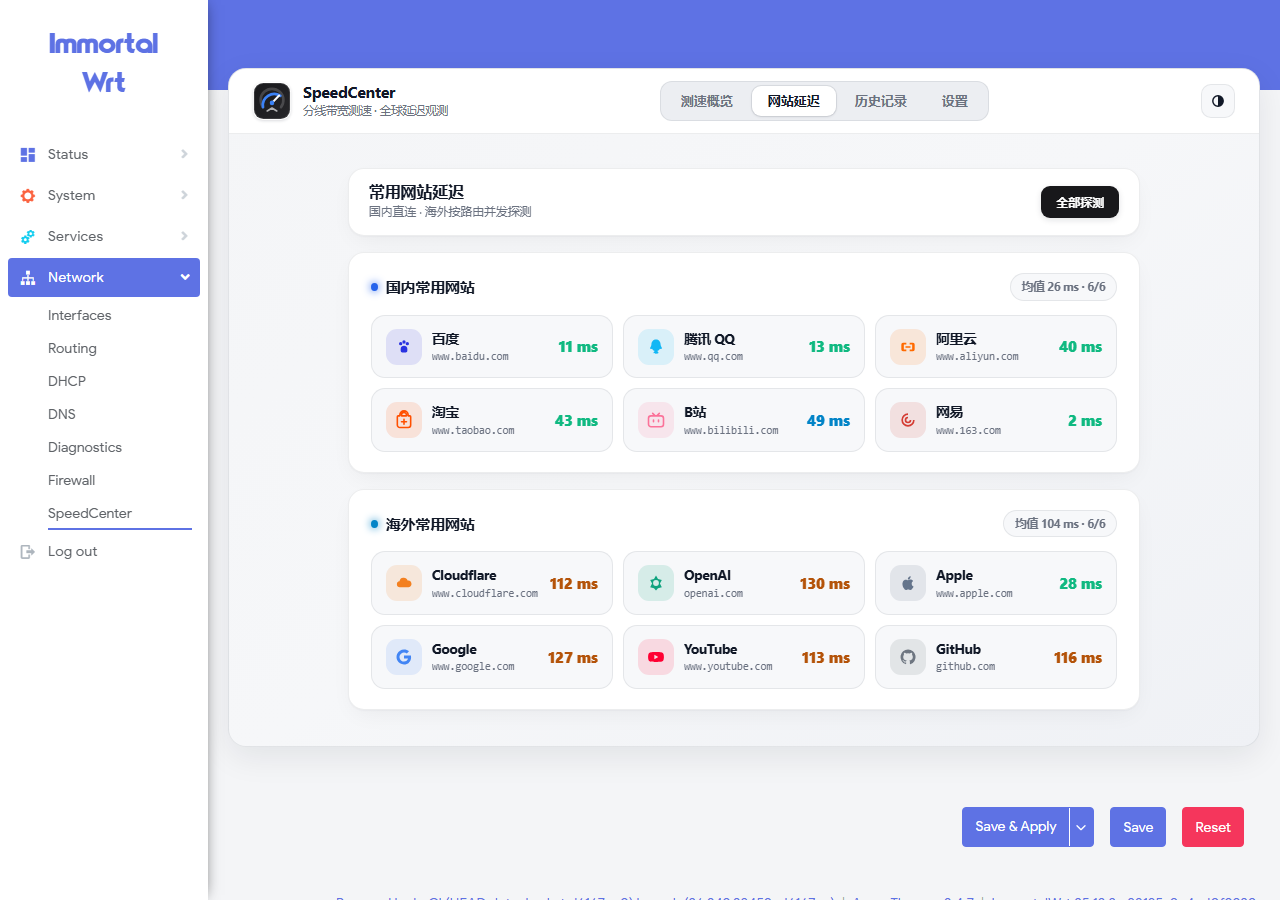 Immortal
Wrt
Status
System
Services
Network
Interfaces
Routing
DHCP
DNS
Diagnostics
Firewall
SpeedCenter
Log out
SpeedCenter
分线带宽测速 · 全球延迟观测
测速概览 网站延迟 历史记录 设置
常用网站延迟
国内直连 · 海外按路由并发探测
全部探测
国内常用网站
均值 26 ms · 6/6
百度
www.baidu.com
11 ms
腾讯 QQ
www.qq.com
13 ms
阿里云
www.aliyun.com
40 ms
淘宝
www.taobao.com
43 ms
B站
www.bilibili.com
49 ms
网易
www.163.com
2 ms
海外常用网站
均值 104 ms · 6/6
Cloudflare
www.cloudflare.com
112 ms
OpenAI
openai.com
130 ms
Apple
www.apple.com
28 ms
Google
www.google.com
127 ms
YouTube
www.youtube.com
113 ms
GitHub
github.com
116 ms
Save & Apply
Save
Reset